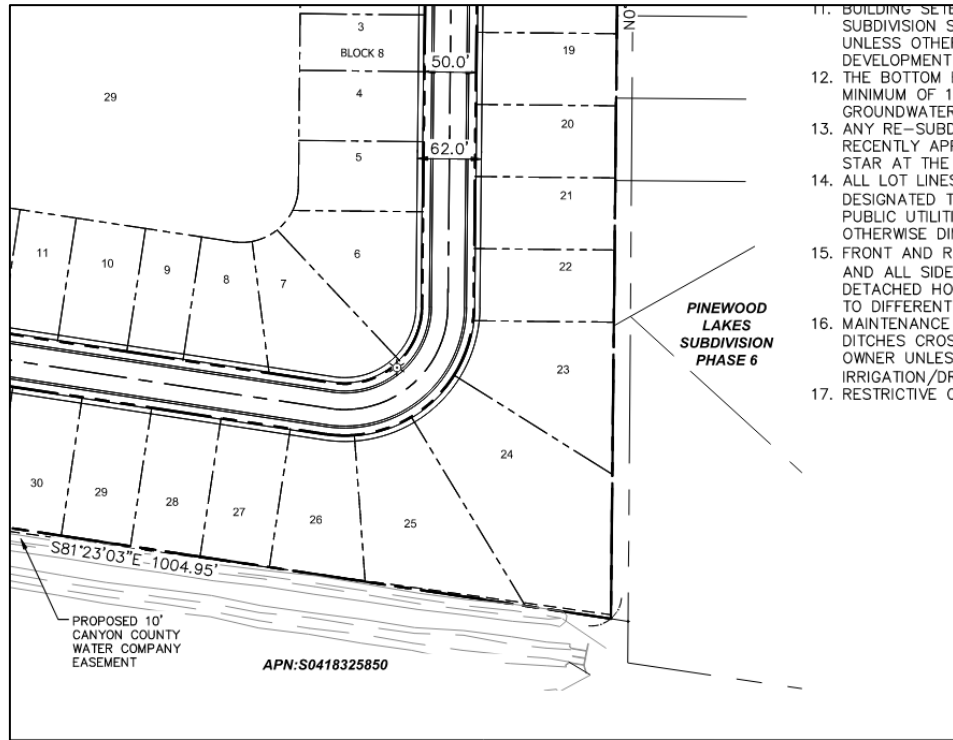 3
BLOCK 8
4
5
6
7
8
9
10
11
29
50.0'
62.0'
19
20
21
22
23
24
25
26
27
28
29
30
PINEWOOD
LAKES
SUBDIVISION
PHASE 6
S81°23'03"E 1004.95'
PROPOSED 10'
CANYON COUNTY
WATER COMPANY
EASEMENT
APN:S0418325850
11. BUILDING
SUBDIVISION S
UNLESS OTHE
DEVELOPMENT
12. THE BOTTOM
MINIMUM OF 1
GROUNDWATER
13. ANY RE-SUBD
RECENTLY APP
STAR AT THE
14. ALL LOT LINES
DESIGNATED T
PUBLIC UTILITI
OTHERWISE DI
15. FRONT AND R
AND ALL SIDE
DETACHED HO
TO DIFFERENT
16. MAINTENANCE
DITCHES CROS
OWNER UNLES
IRRIGATION/DR
17. RESTRICTIVE C